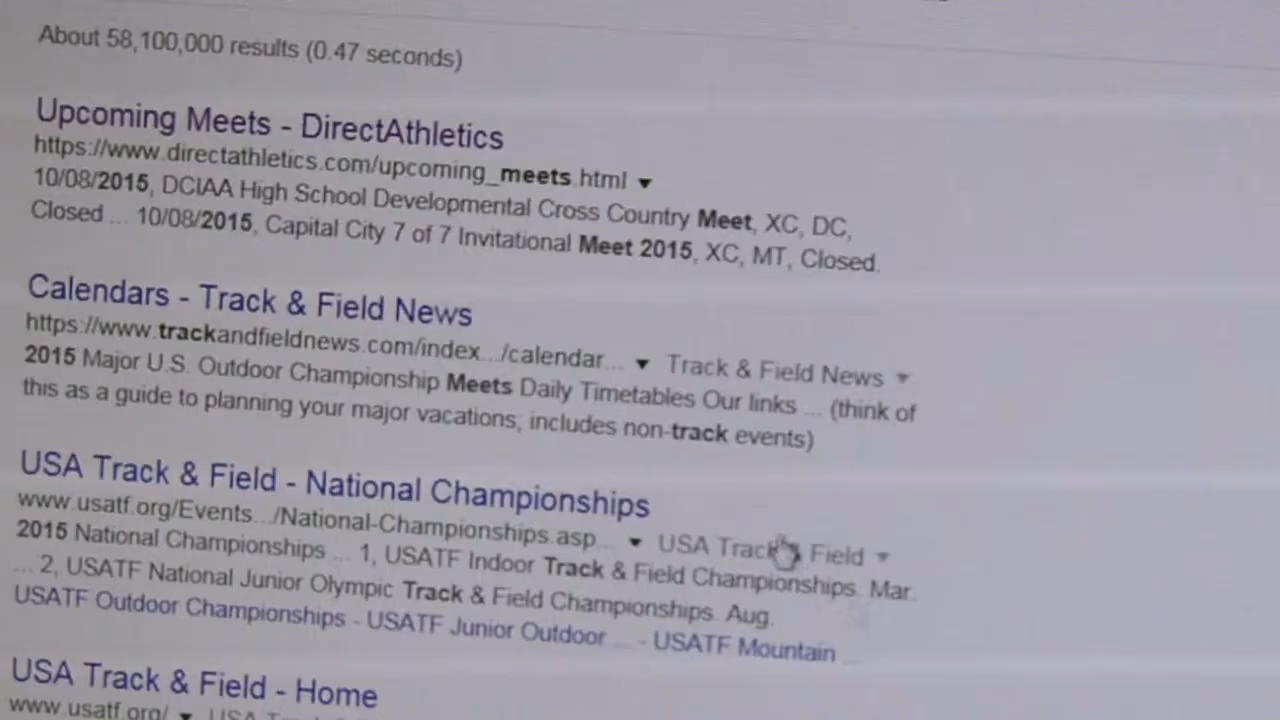 About 58,100,000 results (0.47 seconds)
Upcoming Meets - DirectAthletics
https://www.directathletics.com/upcoming_meets.html
10/08/2015, DCIAA High School Developmental Cross Country Meet, XC, DC,
Closed ... 10/08/2015, Capital City 7 of 7 Invitational Meet 2015, XC, MT, Closed.
Calendars - Track & Field News
https://www.trackandfieldnews.com/index.../calendar... Track & Field News
2015 Major U.S. Outdoor Championship Meets Daily Timetables Our links ... (think of
this as a guide to planning your major vacations, includes non-track events)
USA Track & Field - National Championships
www.usatf.org/Events.../National-Championships.asp... USA Track Field
2015 National Championships ... 1, USATF Indoor Track & Field Championships. Mar.
... 2, USATF National Junior Olympic Track & Field Championships. Aug.
USATF Outdoor Championships - USATF Junior Outdoor ... - USATF Mountain ...
USA Track & Field - Home
www.usatf.org/